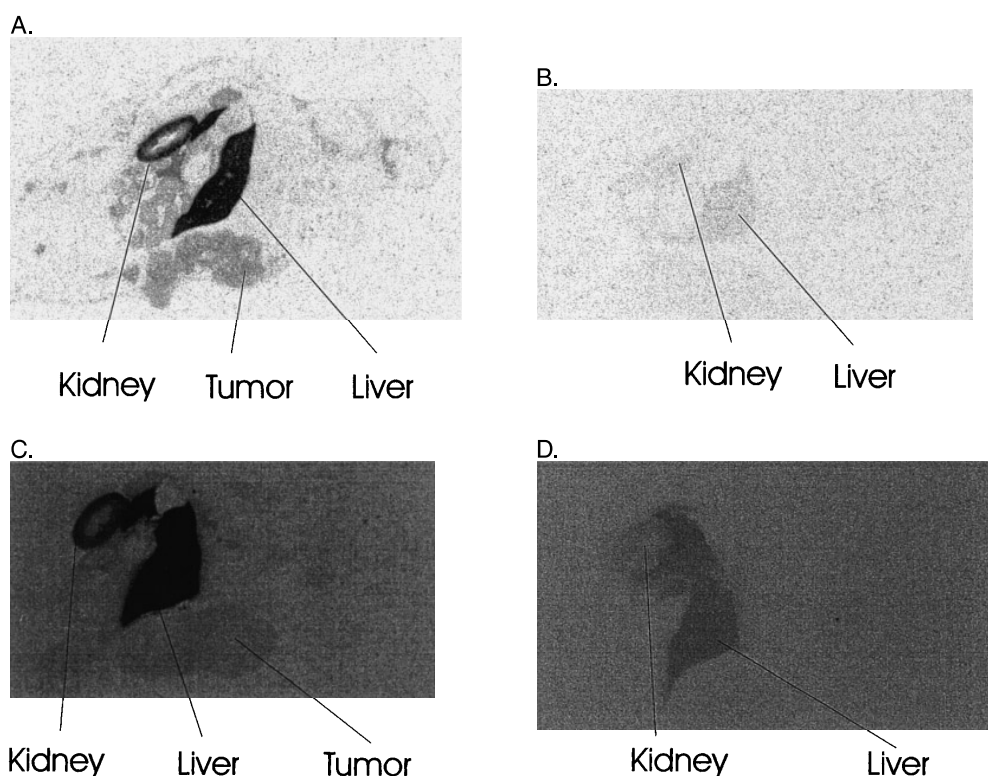 A.
B.
Kidney Tumor Liver
Kidney Liver
C.
D.
Kidney Liver Tumor
Kidney Liver